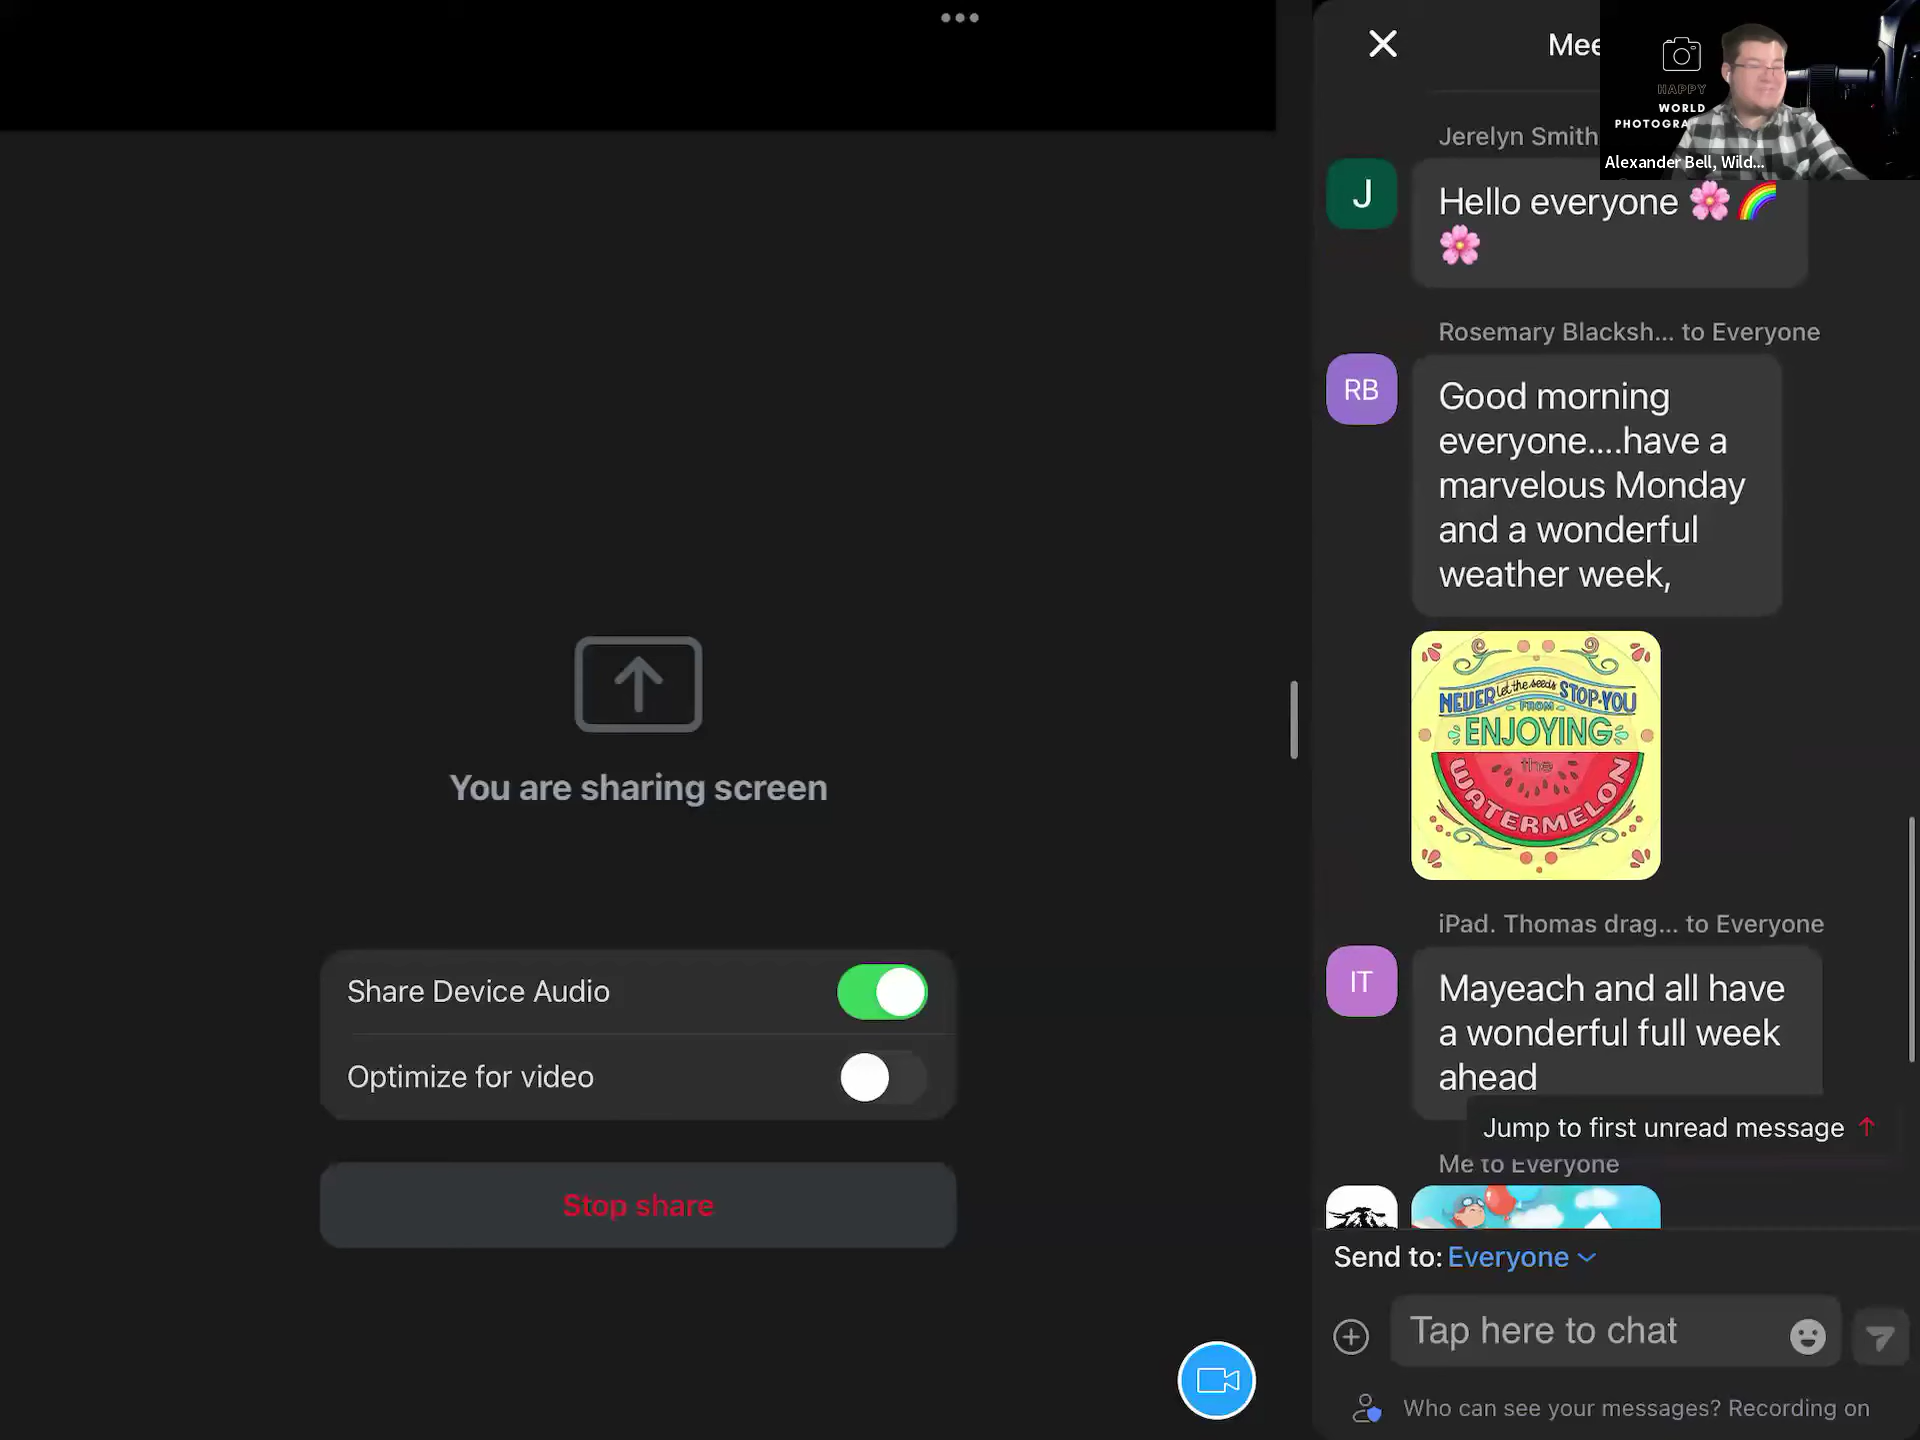 Mee
HAPPY
WORLD
PHOTOGRA
Alexander Bell, Wild...
Jerelyn Smith
J
Hello everyone 🌸 🌈
🌸
Rosemary Blacksh... to Everyone
RB
Good morning
everyone....have a
marvelous Monday
and a wonderful
weather week,
NEVER let the seeds STOP YOU
FROM
ENJOYING
the
WATERMELON
iPad. Thomas drag... to Everyone
IT
Mayeach and all have
a wonderful full week
ahead
Jump to first unread message ↑
Me to Everyone
You are sharing screen
Share Device Audio
Optimize for video
Stop share
Send to: Everyone
Tap here to chat
Who can see your messages? Recording on